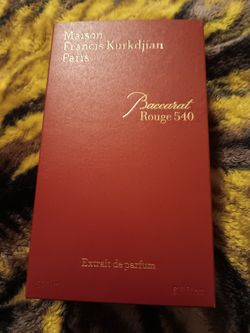 Maison
Francis Kurkdjian
Paris
Baccarat
Rouge 540
Extrait de parfum